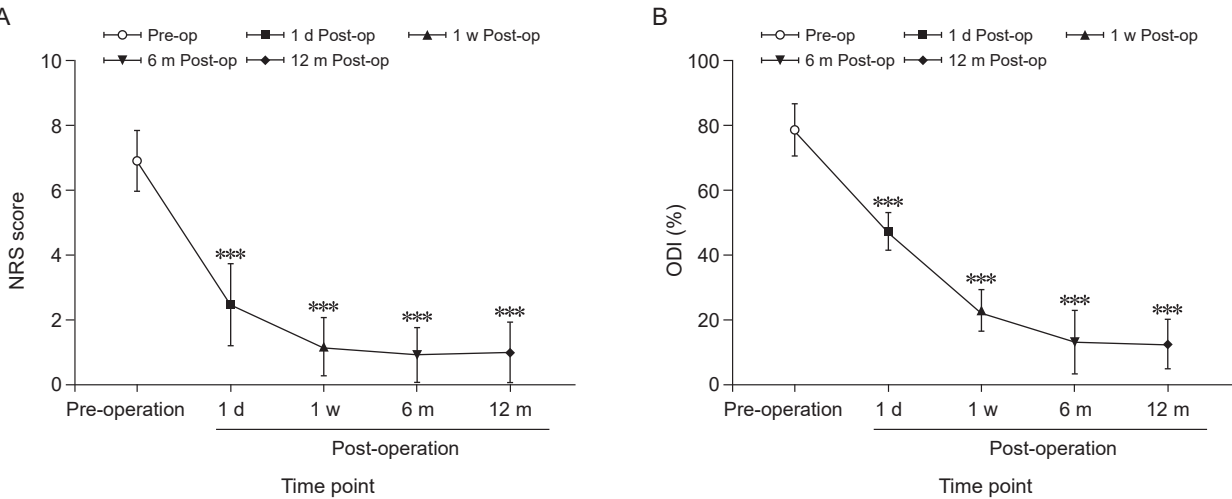 A
Pre-op 1 d Post-op 1 w Post-op
6 m Post-op 12 m Post-op
10
8
6
4
2
0
NRS score
***
***
***
***
Pre-operation 1 d 1 w 6 m 12 m
Post-operation
Time point
B
Pre-op 1 d Post-op 1 w Post-op
6 m Post-op 12 m Post-op
100
80
60
40
20
0
ODI (%)
***
***
***
***
Pre-operation 1 d 1 w 6 m 12 m
Post-operation
Time point